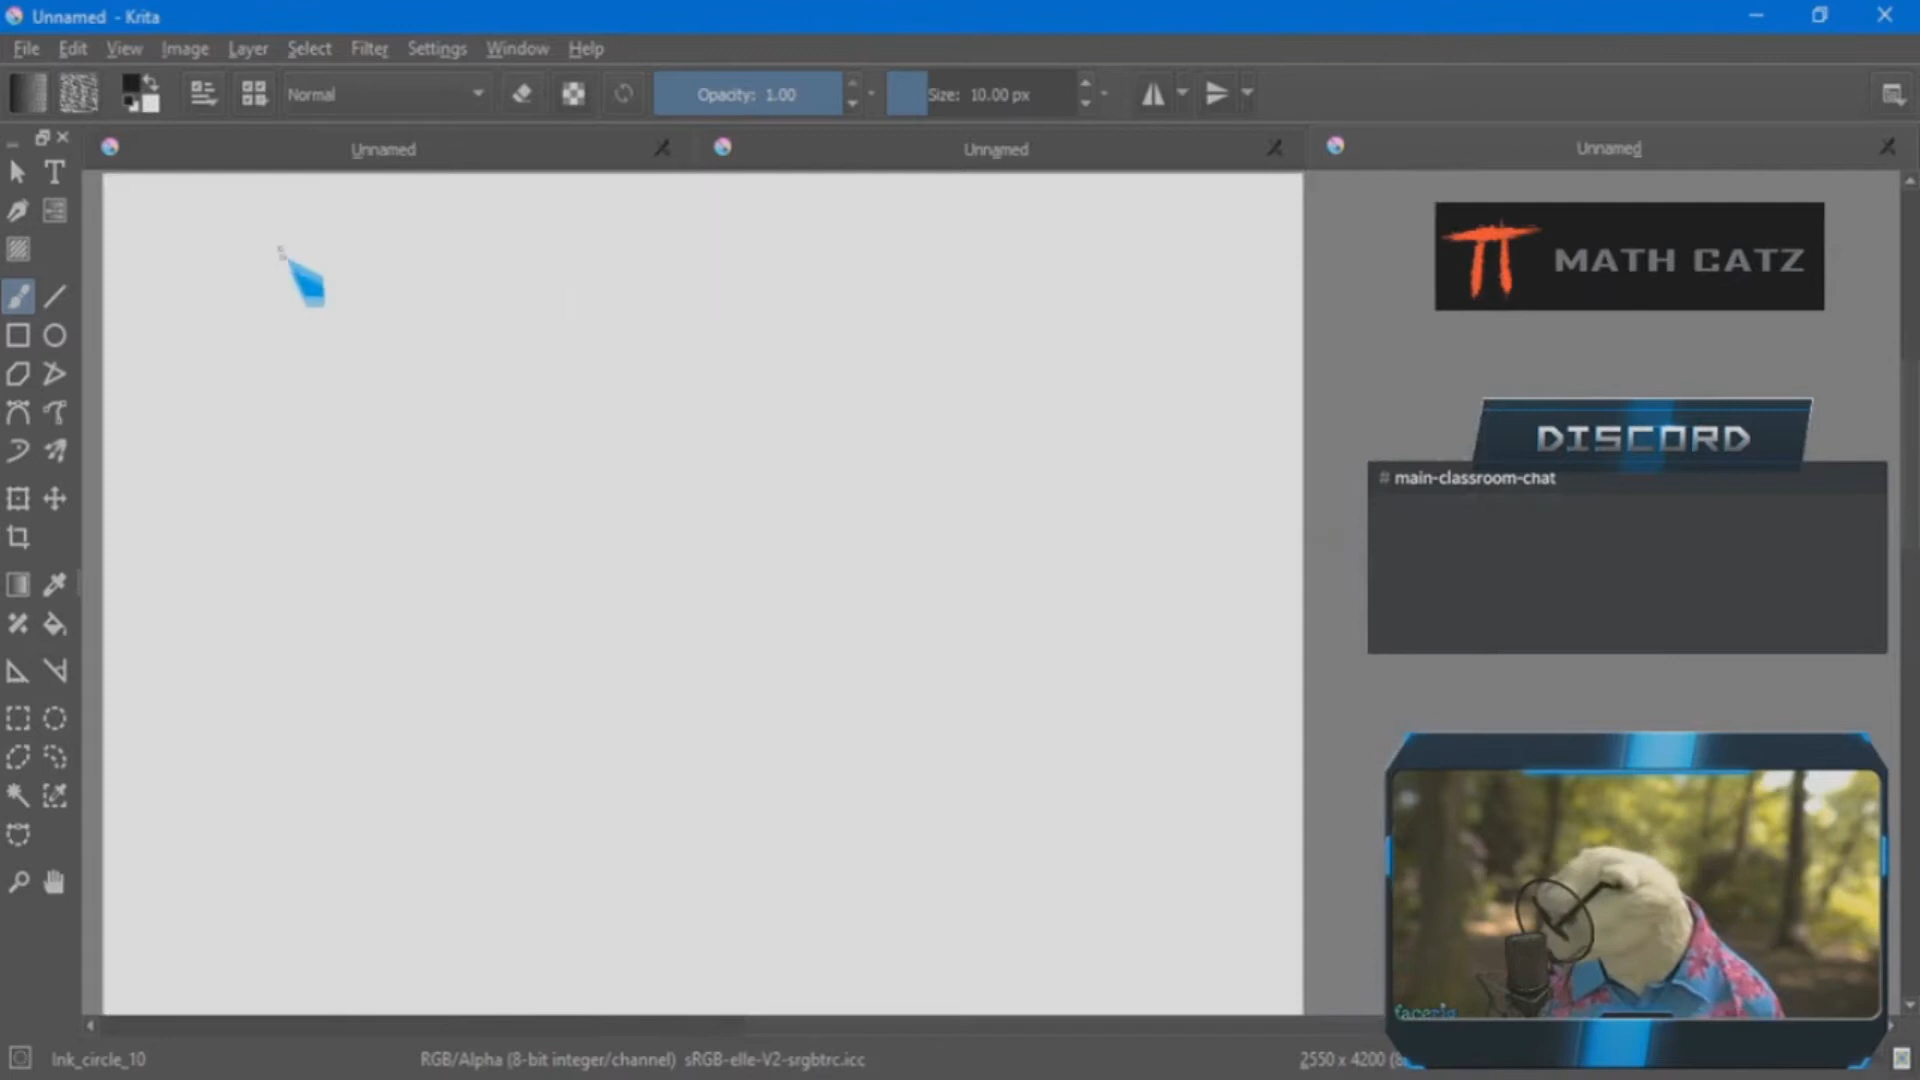 Unnamed - Krita
File Edit View Image Layer Select Filter Settings Window Help
Normal Opacity: 1.00 Size: 10.00 px
Unnamed Unnamed Unnamed
MATH CATZ
DISCORD
# main-classroom-chat
facerig
Ink_circle_10 RGB/Alpha (8-bit integer/channel) sRGB-elle-V2-srgbtrc.icc 2550 x 4200